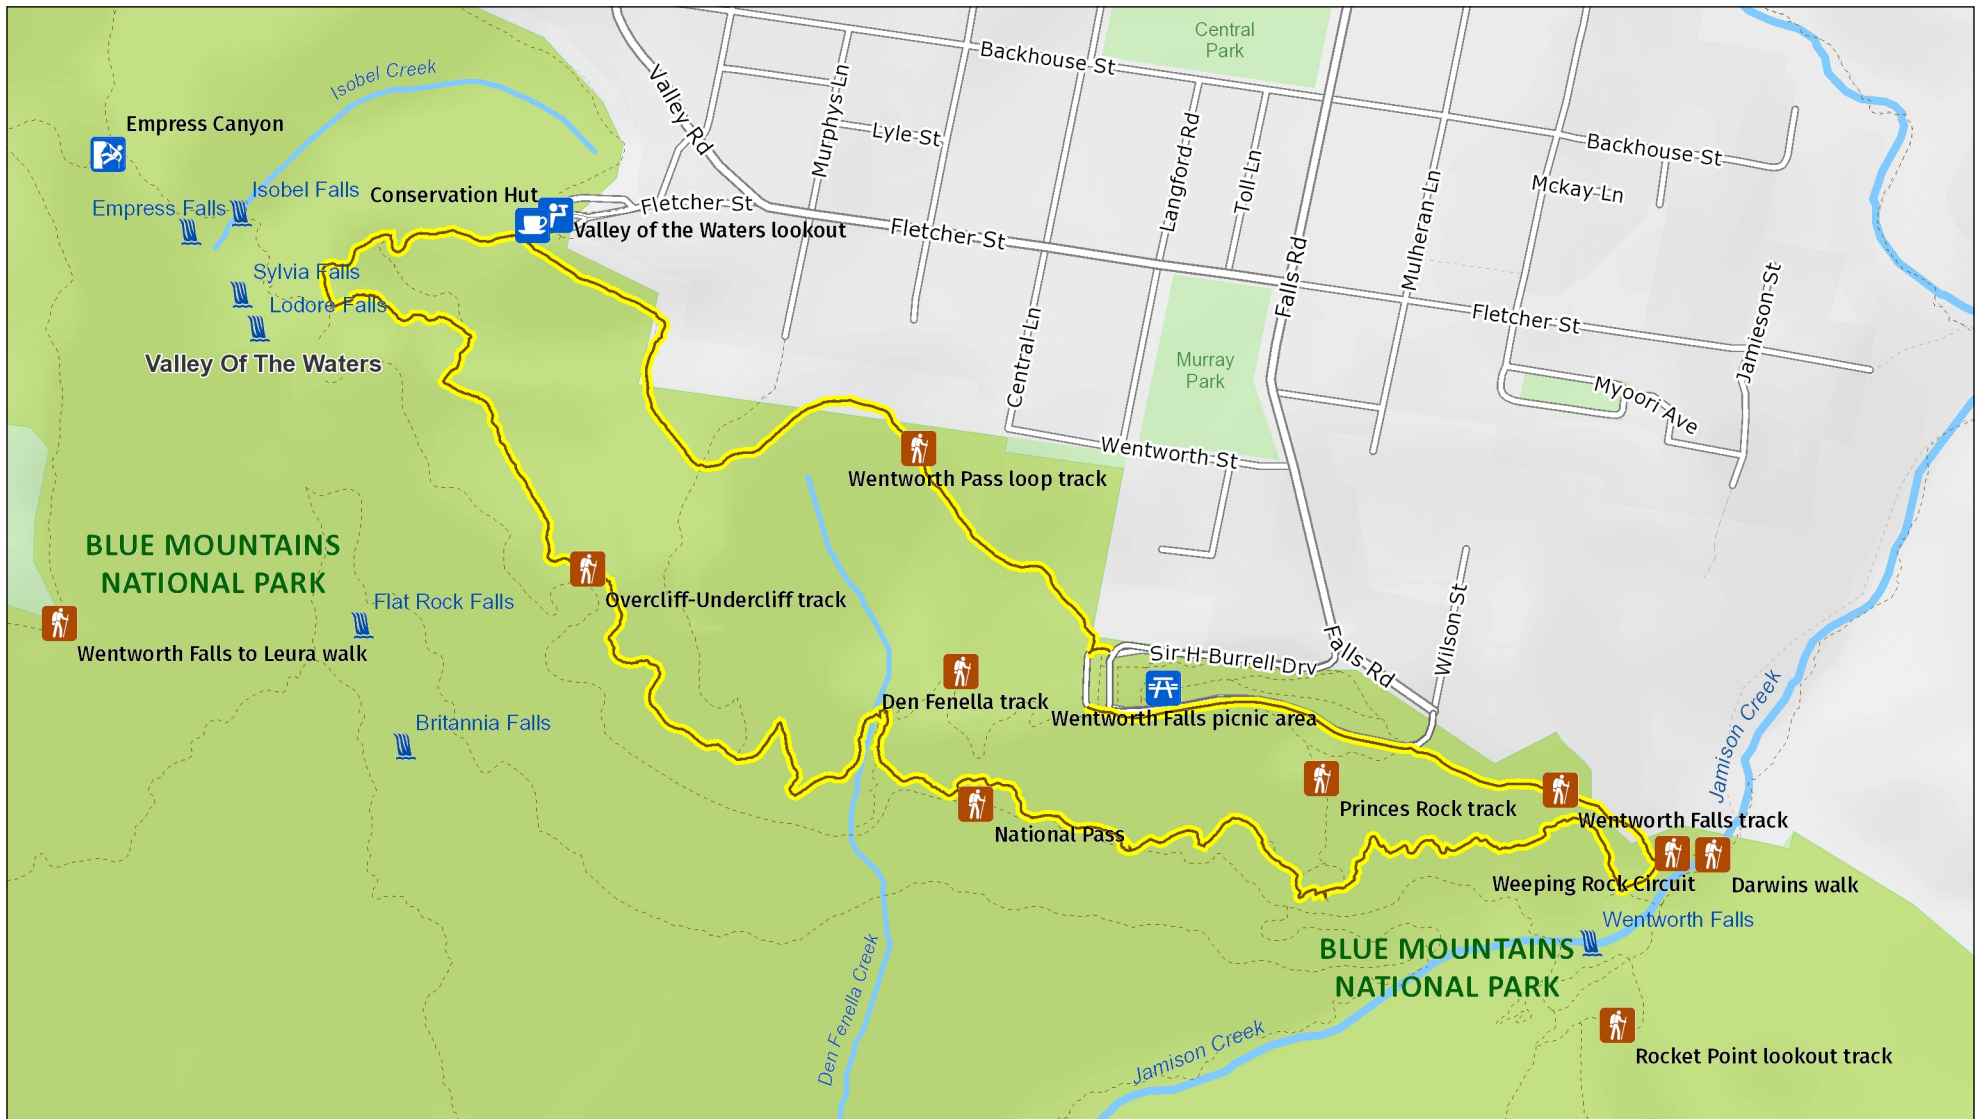 Central
Park
Backhouse St
Isobel Creek
Valley Rd
Murphys Ln
Lyle St
Langford Rd
Toll Ln
Backhouse St
Empress Canyon
Mckay Ln
Mulheran Ln
Isobel Falls
Conservation Hut
Empress Falls
Fletcher St
Valley of the Waters lookout
Fletcher St
Falls Rd
Sylvia Falls
Lodore Falls
Fletcher St
Jamieson St
Central Ln
Valley Of The Waters
Murray
Park
Myoori Ave
Wentworth St
Wentworth Pass loop track
BLUE MOUNTAINS
NATIONAL PARK
Flat Rock Falls
Overcliff-Undercliff track
Wilson St
Wentworth Falls to Leura walk
Sir H Burrell Drv
Falls Rd
Den Fenella track
Wentworth Falls picnic area
Britannia Falls
Jamison Creek
Princes Rock track
Wentworth Falls track
National Pass
Weeping Rock Circuit
Darwins walk
Wentworth Falls
BLUE MOUNTAINS
NATIONAL PARK
Den Fenella Creek
Jamison Creek
Rocket Point lookout track